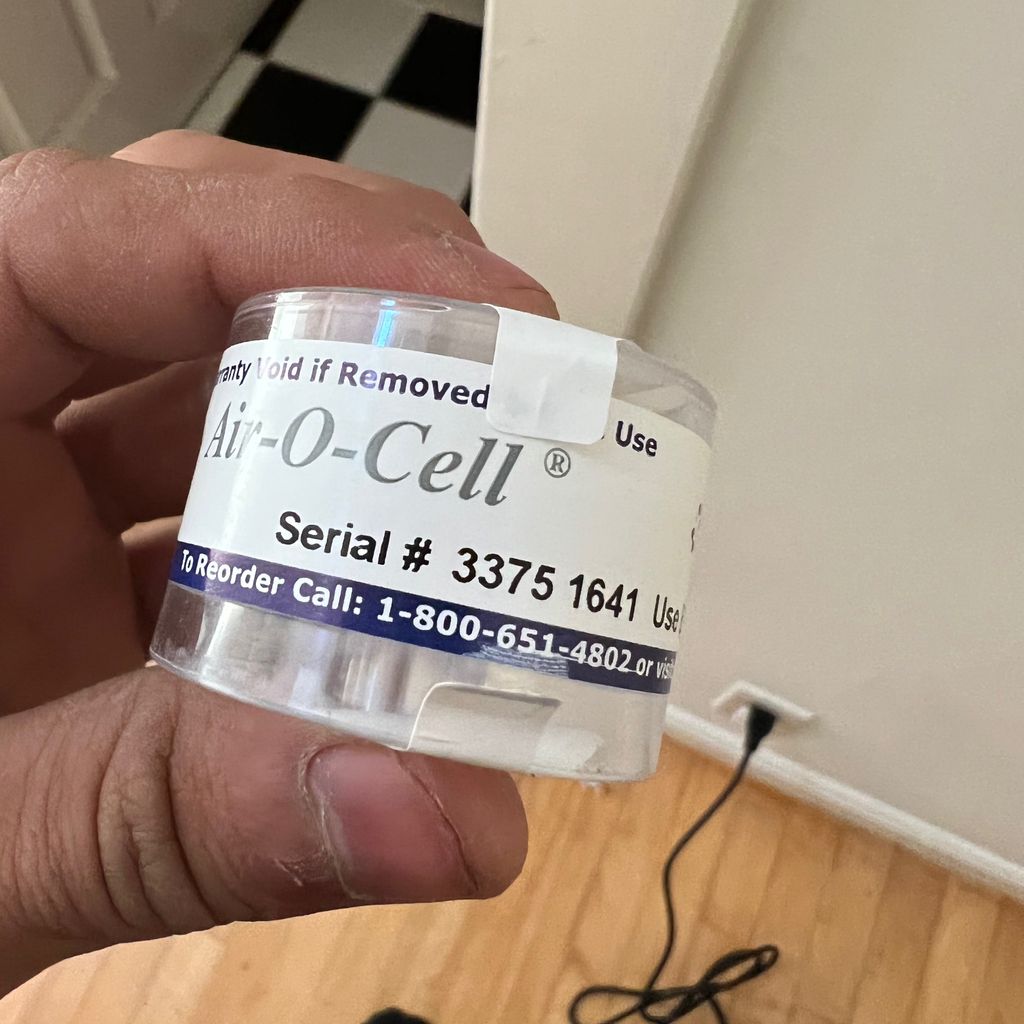 Void if Removed Use
Air-O-Cell ®
Serial # 3375 1641 Use
To Reorder Call: 1-800-651-4802 or